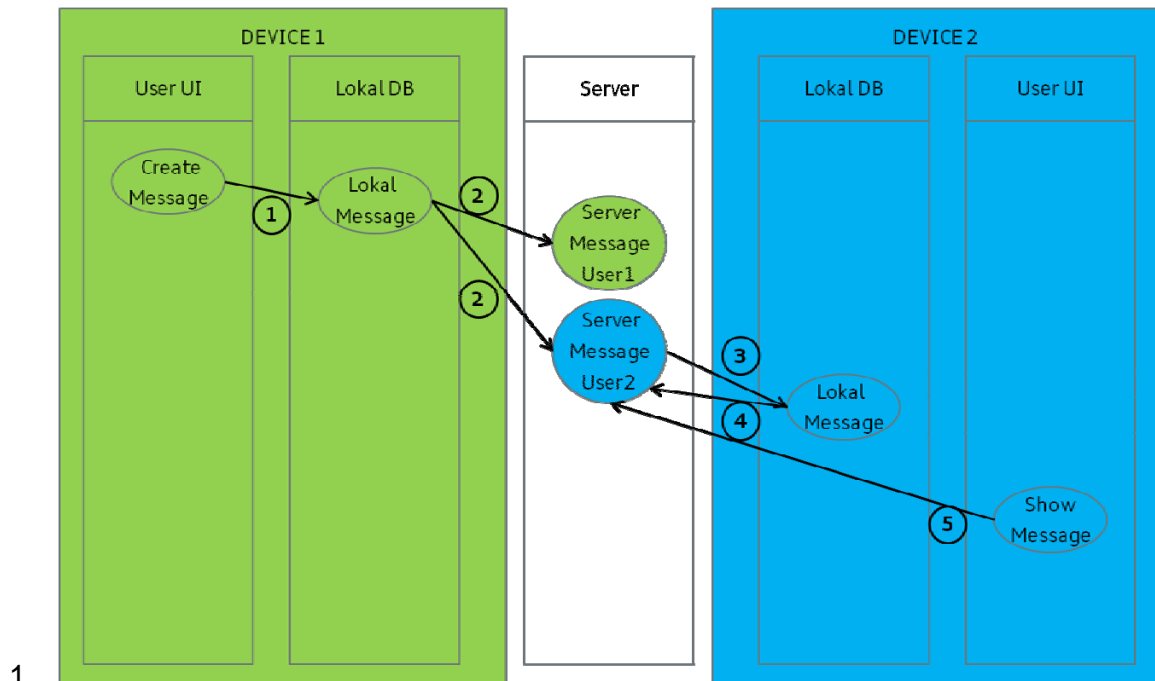 DEVICE 1
User UI
Lokal DB
Create
Message
Lokal
Message
1
2
2
Server
Server
Message
User1
Server
Message
User2
DEVICE 2
Lokal DB
User UI
3
4
Lokal
Message
5
Show
Message
1